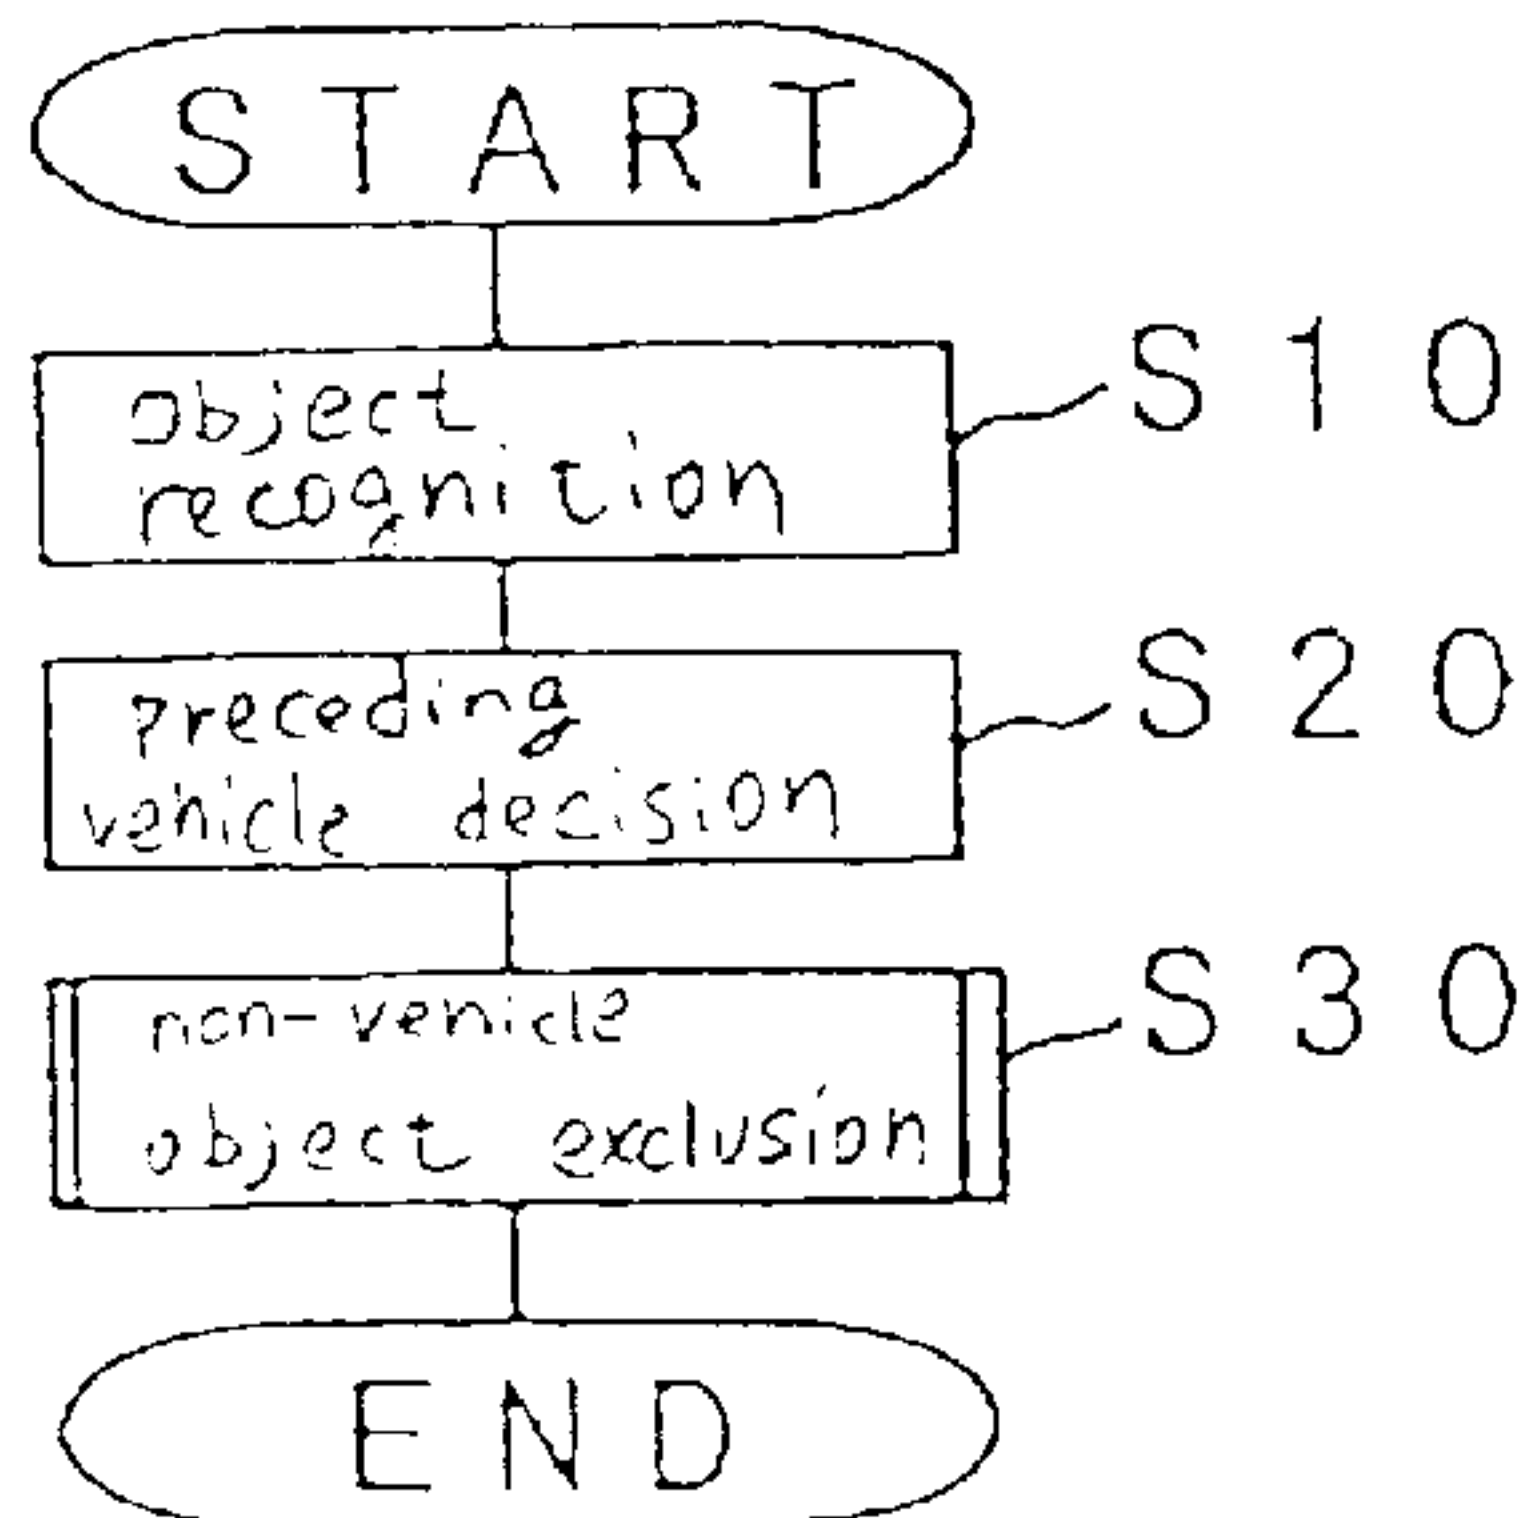 START
object
recognition
S10
preceding
vehicle decision
S20
non-vehicle
object exclusion
S30
END